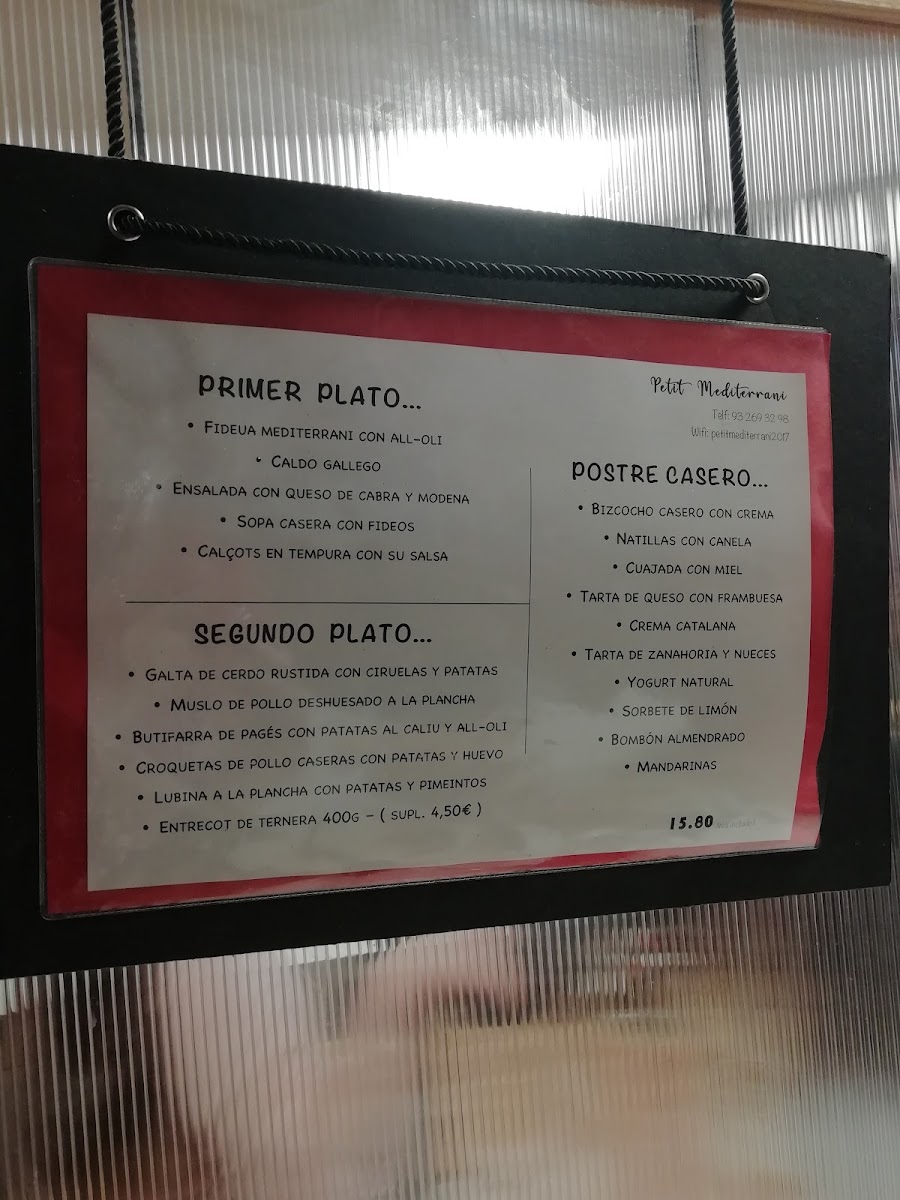 PRIMER PLATO...
• FIDEUA MEDITERRANI CON ALL-OLI
• CALDO GALLEGO
• ENSALADA CON QUESO DE CABRA Y MODENA
• SOPA CASERA CON FIDEOS
• CALÇOTS EN TEMPURA CON SU SALSA
SEGUNDO PLATO...
• GALTA DE CERDO RUSTIDA CON CIRUELAS Y PATATAS
• MUSLO DE POLLO DESHUESADO A LA PLANCHA
• BUTIFARRA DE PAGÉS CON PATATAS AL CALIU Y ALL-OLI
• CROQUETAS DE POLLO CASERAS CON PATATAS Y HUEVO
• LUBINA A LA PLANCHA CON PATATAS Y PIMEINTOS
• ENTRECOT DE TERNERA 400G - ( SUPL. 4,50€ )
Petit Mediterrani
Telf: 93 269 32 98
Wifi: petitmediterrani2017
POSTRE CASERO...
• BIZCOCHO CASERO CON CREMA
• NATILLAS CON CANELA
• CUAJADA CON MIEL
• TARTA DE QUESO CON FRAMBUESA
• CREMA CATALANA
• TARTA DE ZANAHORIA Y NUECES
• YOGURT NATURAL
• SORBETE DE LIMÓN
• BOMBÓN ALMENDRADO
• MANDARINAS
15.80